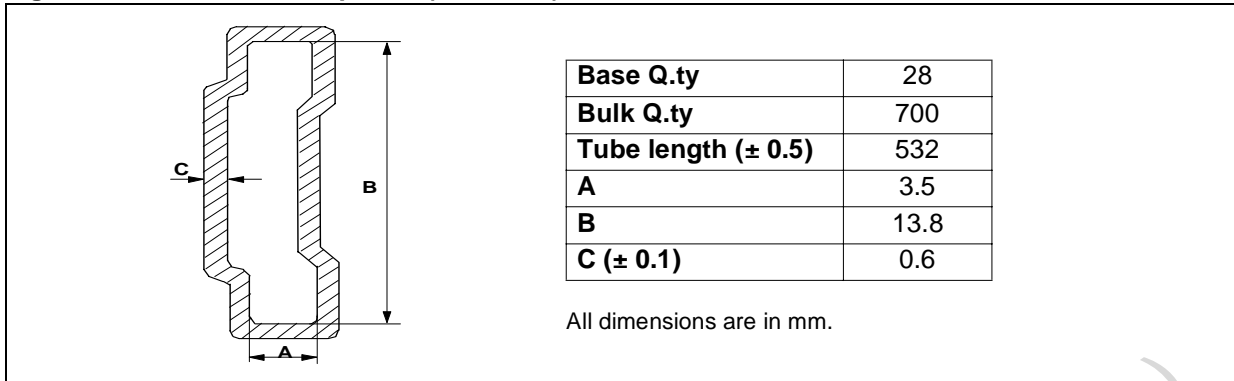 C
B
A
Base Q.ty 28
Bulk Q.ty 700
Tube length (± 0.5) 532
A 3.5
B 13.8
C (± 0.1) 0.6
All dimensions are in mm.